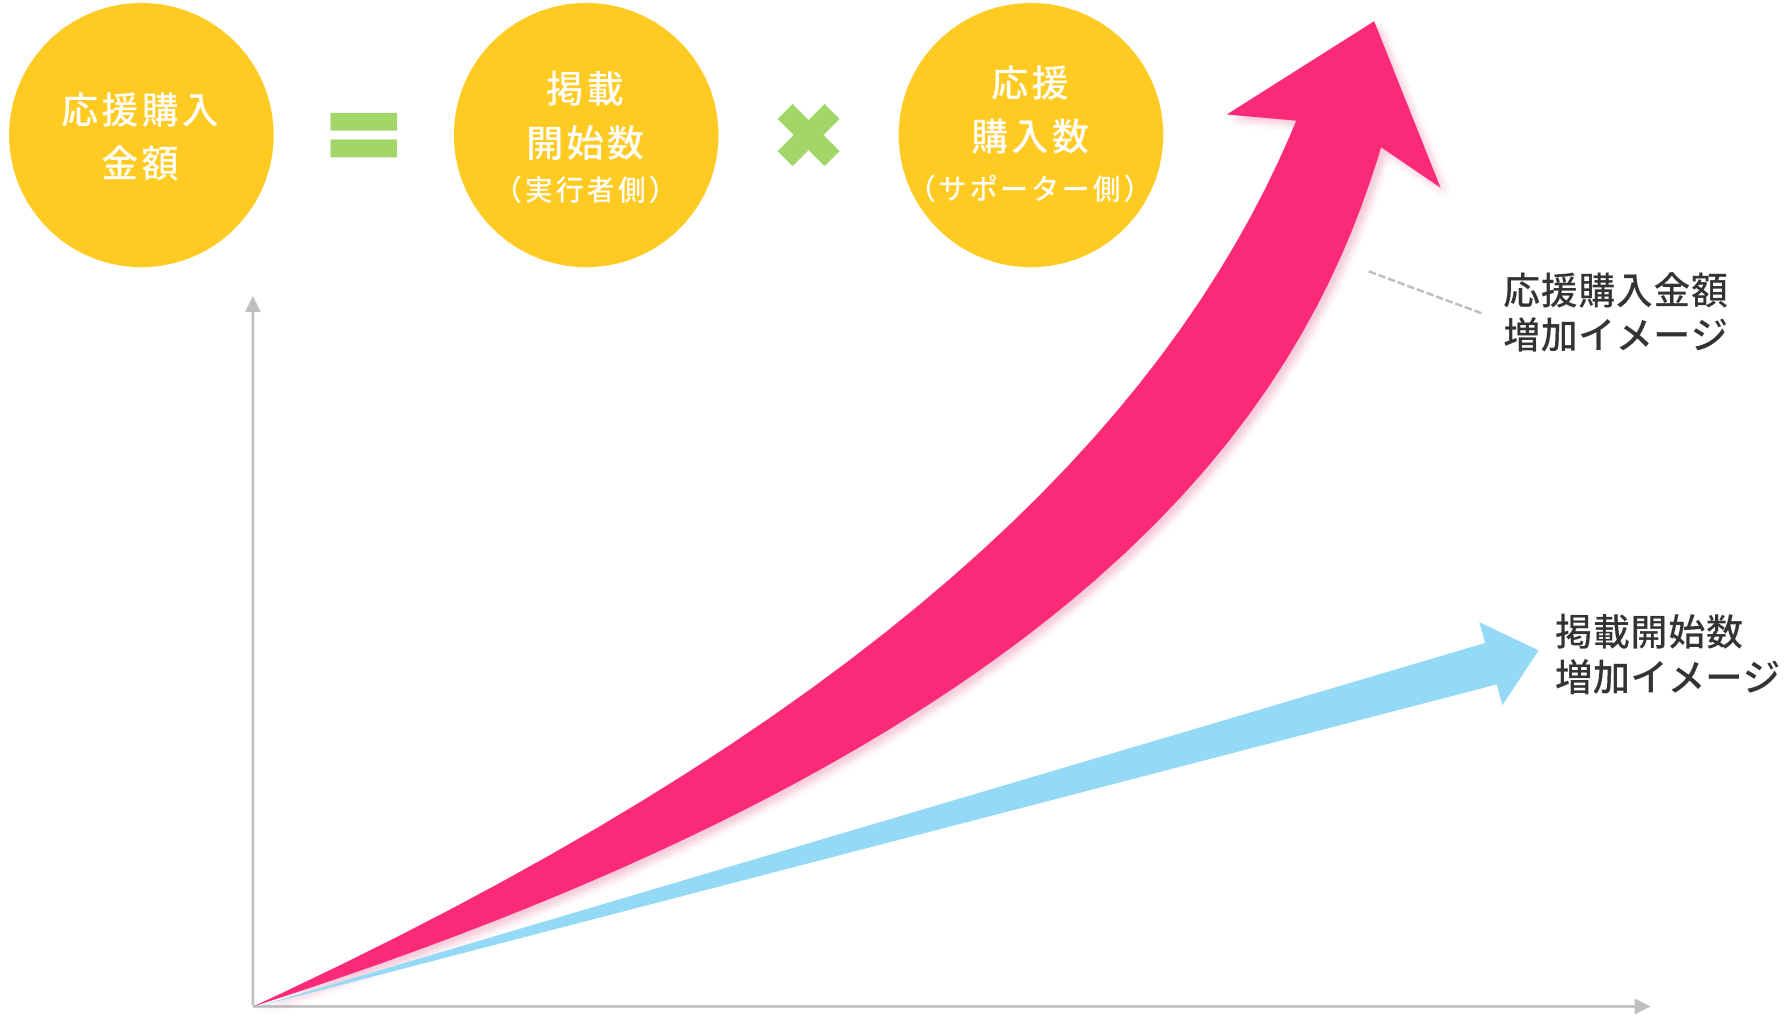 応援購入
金額
=
掲載
開始数
（実行者側）
×
応援
購入数
（サポーター側）
応援購入金額
増加イメージ
掲載開始数
増加イメージ